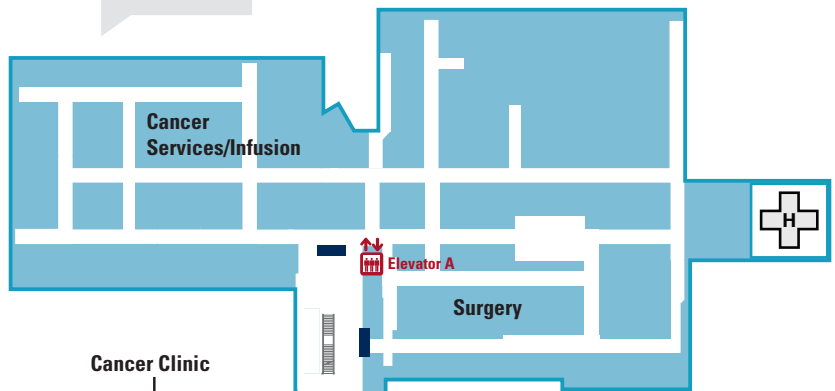 Cancer
Services/Infusion
H
Elevator A
Surgery
Cancer Clinic